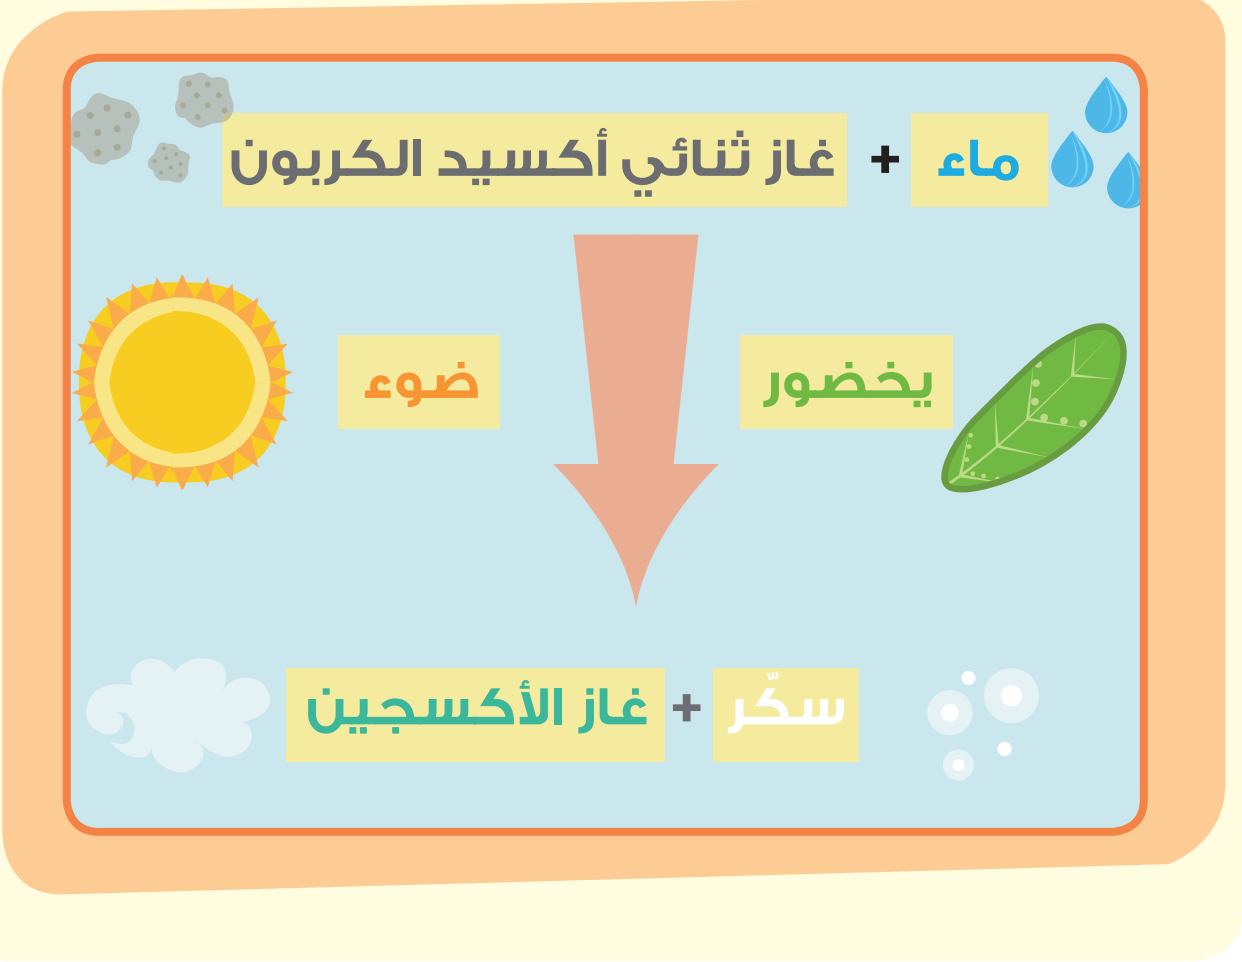 ماء + غاز ثنائي أكسيد الكربون
يخضور
ضوء
سكّر + غاز الأكسجين